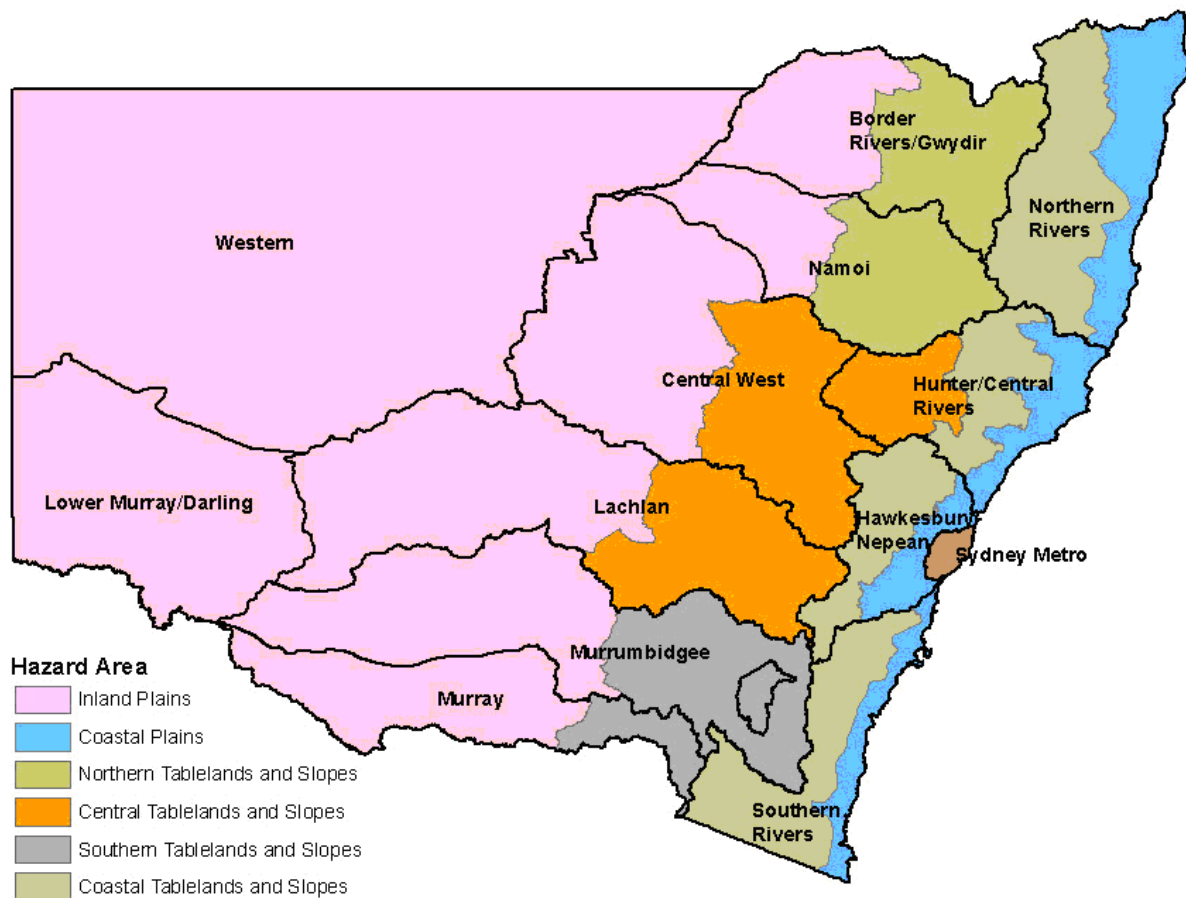 Border
Rivers/Gwydir
Northern
Rivers
Western
Namoi
Central West
Hunter/Central
Rivers
Lower Murray/Darling
Lachlan
Hawkesbury
Nepean
Sydney Metro
Murrumbidgee
Murray
Southern
Rivers
Hazard Area
Inland Plains
Coastal Plains
Northern Tablelands and Slopes
Central Tablelands and Slopes
Southern Tablelands and Slopes
Coastal Tablelands and Slopes